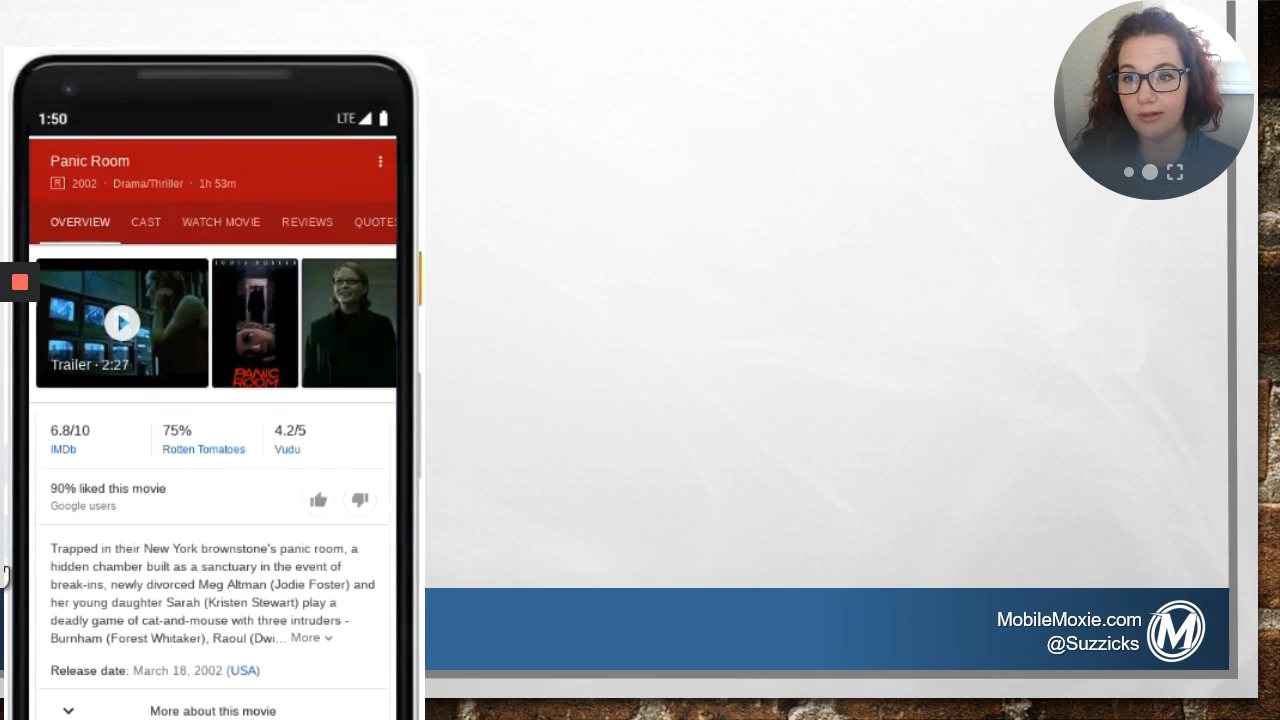 1:50 LTE
Panic Room
R 2002 · Drama/Thriller · 1h 53m
OVERVIEW CAST WATCH MOVIE REVIEWS QUOTES
Trailer · 2:27
PANIC ROOM
6.8/10 75% 4.2/5
IMDb Rotten Tomatoes Vudu
90% liked this movie
Google users
Trapped in their New York brownstone's panic room, a
hidden chamber built as a sanctuary in the event of
break-ins, newly divorced Meg Altman (Jodie Foster) and
her young daughter Sarah (Kristen Stewart) play a
deadly game of cat-and-mouse with three intruders -
Burnham (Forest Whitaker), Raoul (Dwi... More
Release date: March 18, 2002 (USA)
More about this movie
MobileMoxie.com
@Suzzicks
M